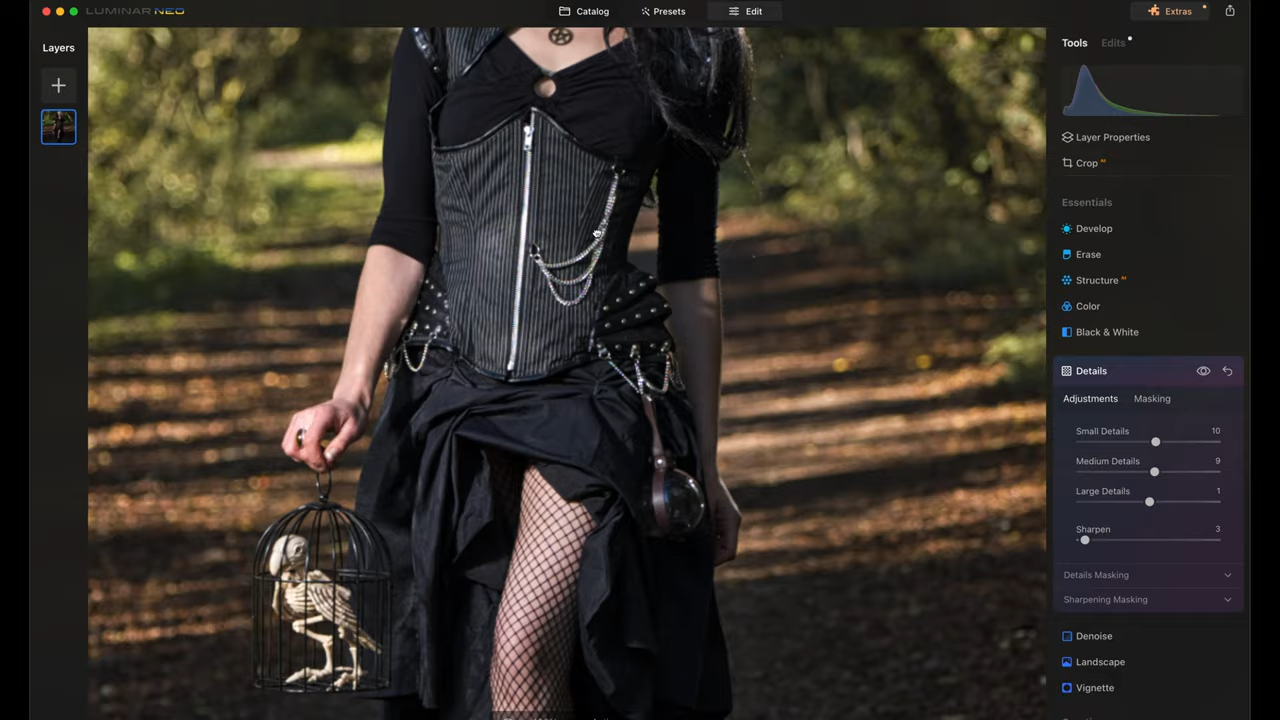 LUMINAR NEO
Catalog
Presets
Edit
Extras
Layers
Tools
Edits
Layer Properties
Crop AI
Essentials
Develop
Erase
Structure AI
Color
Black & White
Details
Adjustments
Masking
Small Details 10
Medium Details 9
Large Details 1
Sharpen 3
Details Masking
Sharpening Masking
Denoise
Landscape
Vignette